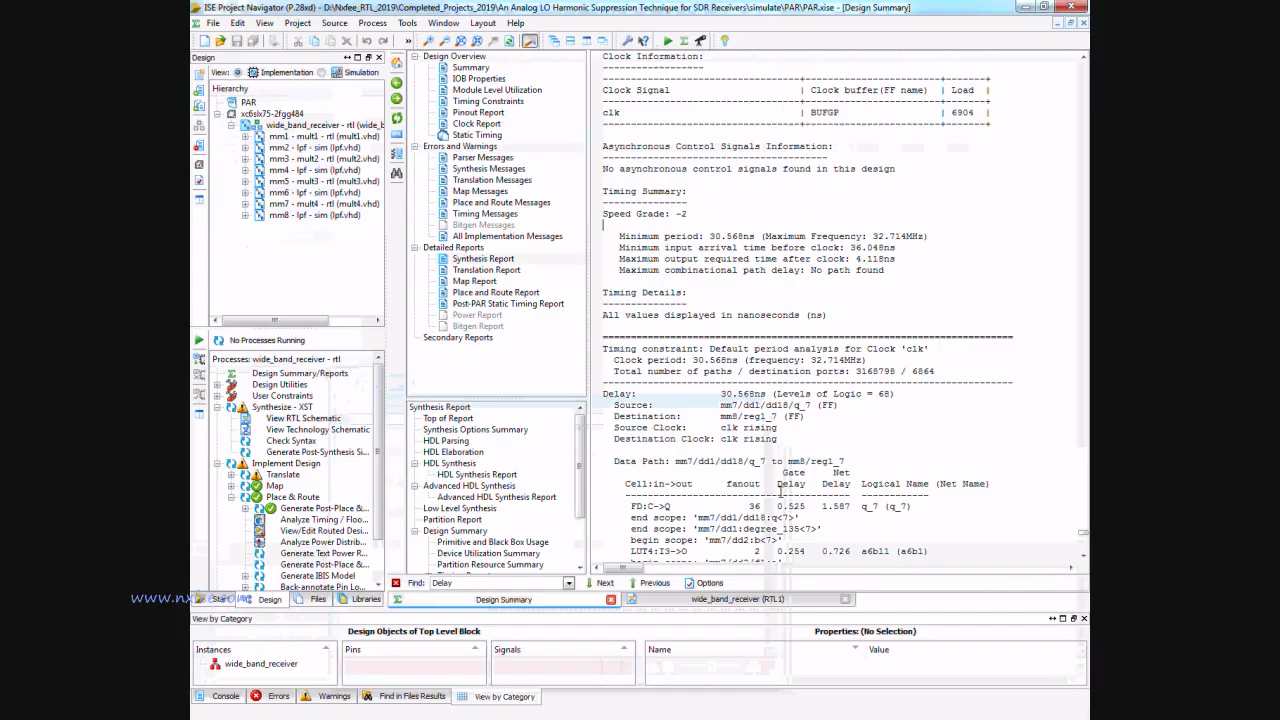 ISE Project Navigator (P.28xd) - D:\Nxfee_RTL_2019\Completed_Projects_2019\An Analog LO Harmonic Suppression Technique for SDR Receivers\simulate\PAR\PAR.xise - [Design Summary]
File Edit View Project Source Process Tools Window Layout Help
Design
View: Implementation Simulation
Hierarchy
PAR
xc6slx75-2fgg484
wide_band_receiver - rtl (wide_b
mm1 - mult1 (mult1.vhd)
mm2 - lpf - sim (lpf.vhd)
mm3 - mult2 (rtl) (mult2.vhd)
mm4 - lpf - sim (lpf.vhd)
mm5 - mult3 (rtl) (mult3.vhd)
mm6 - lpf - sim (lpf.vhd)
mm7 - mult4 (rtl) (mult4.vhd)
mm8 - lpf - sim (lpf.vhd)
No Processes Running
Processes: wide_band_receiver - rtl
Design Summary/Reports
Design Utilities
User Constraints
Synthesize - XST
View RTL Schematic
View Technology Schematic
Check Syntax
Generate Post-Synthesis Si...
Implement Design
Translate
Map
Place & Route
Generate Post-Place &
Analyze Timing / Floo
View/Edit Routed Desi...
Analyze Power Distrib...
Generate Text Power R
Generate Post-Place &
Generate IBIS Model
Back-annotate Pin Lo
Start Design Files Libraries
Design Overview
Summary
IOB Properties
Module Level Utilization
Timing Constraints
Pinout Report
Clock Report
Static Timing
Errors and Warnings
Parser Messages
Synthesis Messages
Translation Messages
Map Messages
Place and Route Messages
Timing Messages
Bitgen Messages
All Implementation Messages
Detailed Reports
Synthesis Report
Translation Report
Map Report
Place and Route Report
Post-PAR Static Timing Report
Power Report
Bitgen Report
Secondary Reports
Synthesis Report
Top of Report
Synthesis Options Summary
HDL Parsing
HDL Elaboration
HDL Synthesis
HDL Synthesis Report
Advanced HDL Synthesis
Advanced HDL Synthesis Report
Low Level Synthesis
Partition Report
Design Summary
Primitive and Black Box Usage
Device Utilization Summary
Partition Resource Summary
Clock Information:
Clock Signal | Clock buffer(FF name) | Load |
clk | BUFGP | 6904 |
Asynchronous Control Signals Information:
No asynchronous control signals found in this design
Timing Summary:
Speed Grade: -2
Minimum period: 30.568ns (Maximum Frequency: 32.714MHz)
Minimum input arrival time before clock: 36.048ns
Maximum output required time after clock: 4.118ns
Maximum combinational path delay: No path found
Timing Details:
All values displayed in nanoseconds (ns)
Timing constraint: Default period analysis for Clock 'clk'
Clock period: 30.568ns (frequency: 32.714MHz)
Total number of paths / destination ports: 3168798 / 6864
Delay: 30.568ns (Levels of Logic = 68)
Source: mm7/dd1/dd18/q_7 (FF)
Destination: mm8/reg1_7 (FF)
Source Clock: clk rising
Destination Clock: clk rising
Data Path: mm7/dd1/dd18/q_7 to mm8/reg1_7
Gate Net
Cell:in->out fanout Delay Delay Logical Name (Net Name)
FD:C->Q 36 0.525 1.587 q_7 (q_7)
end scope: 'mm7/dd1/dd18:q<7>'
end scope: 'mm7/dd1:degree_135<7>'
begin scope: 'mm7/dd2:b<7>'
LUT4:I3->O 2 0.254 0.726 a6b11 (a6b1)
Find: Delay Next Previous Options
Design Summary wide_band_receiver (RTL1)
View by Category
Design Objects of Top Level Block Properties: (No Selection)
Instances Pins Signals Name Value
wide_band_receiver
Console Errors Warnings Find in Files Results View by Category